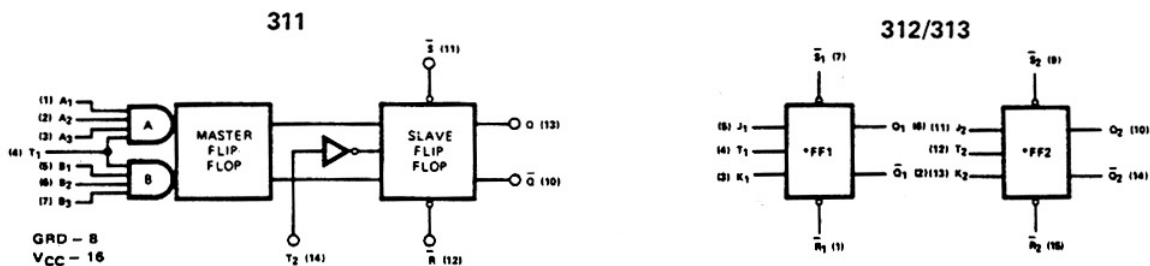 311
S̅ (11)
(1) A1
(2) A2
(3) A3
(4) T1
(5) B1
(6) B2
(7) B3
A
B
MASTER
FLIP
FLOP
SLAVE
FLIP
FLOP
Q (13)
Q̅ (10)
T2 (14)
R̅ (12)
GRD – 8
VCC – 16
312/313
S̅1 (7)
(5) J1
(4) T1
(3) K1
*FF1
Q1 (6)
Q̅1 (2)
R̅1 (1)
S̅2 (9)
(11) J2
(12) T2
(13) K2
*FF2
Q2 (10)
Q̅2 (14)
R̅2 (15)